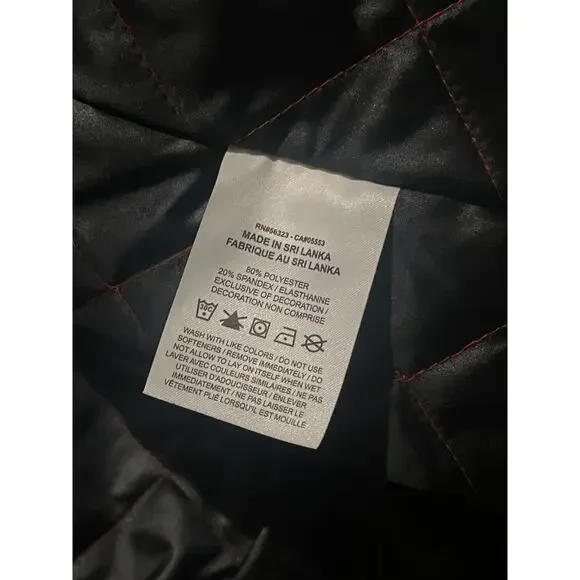 RN#56323 - CA#05553
MADE IN SRI LANKA
FABRIQUE AU SRI LANKA
80% POLYESTER
20% SPANDEX / ELASTHANNE
EXCLUSIVE OF DECORATION /
DECORATION NON COMPRISE
30C
WASH WITH LIKE COLORS / DO NOT USE
SOFTENERS / REMOVE IMMEDIATELY / DO
NOT ALLOW TO LAY ON ITSELF WHEN WET
LAVER AVEC COULEURS SIMILAIRES / NE PAS
UTILISER D'ADOUCISSEUR / ENLEVER
IMMEDIATEMENT / NE PAS LAISSER LE
VÊTEMENT PLIÉ LORSQU'IL EST MOUILLÉ.